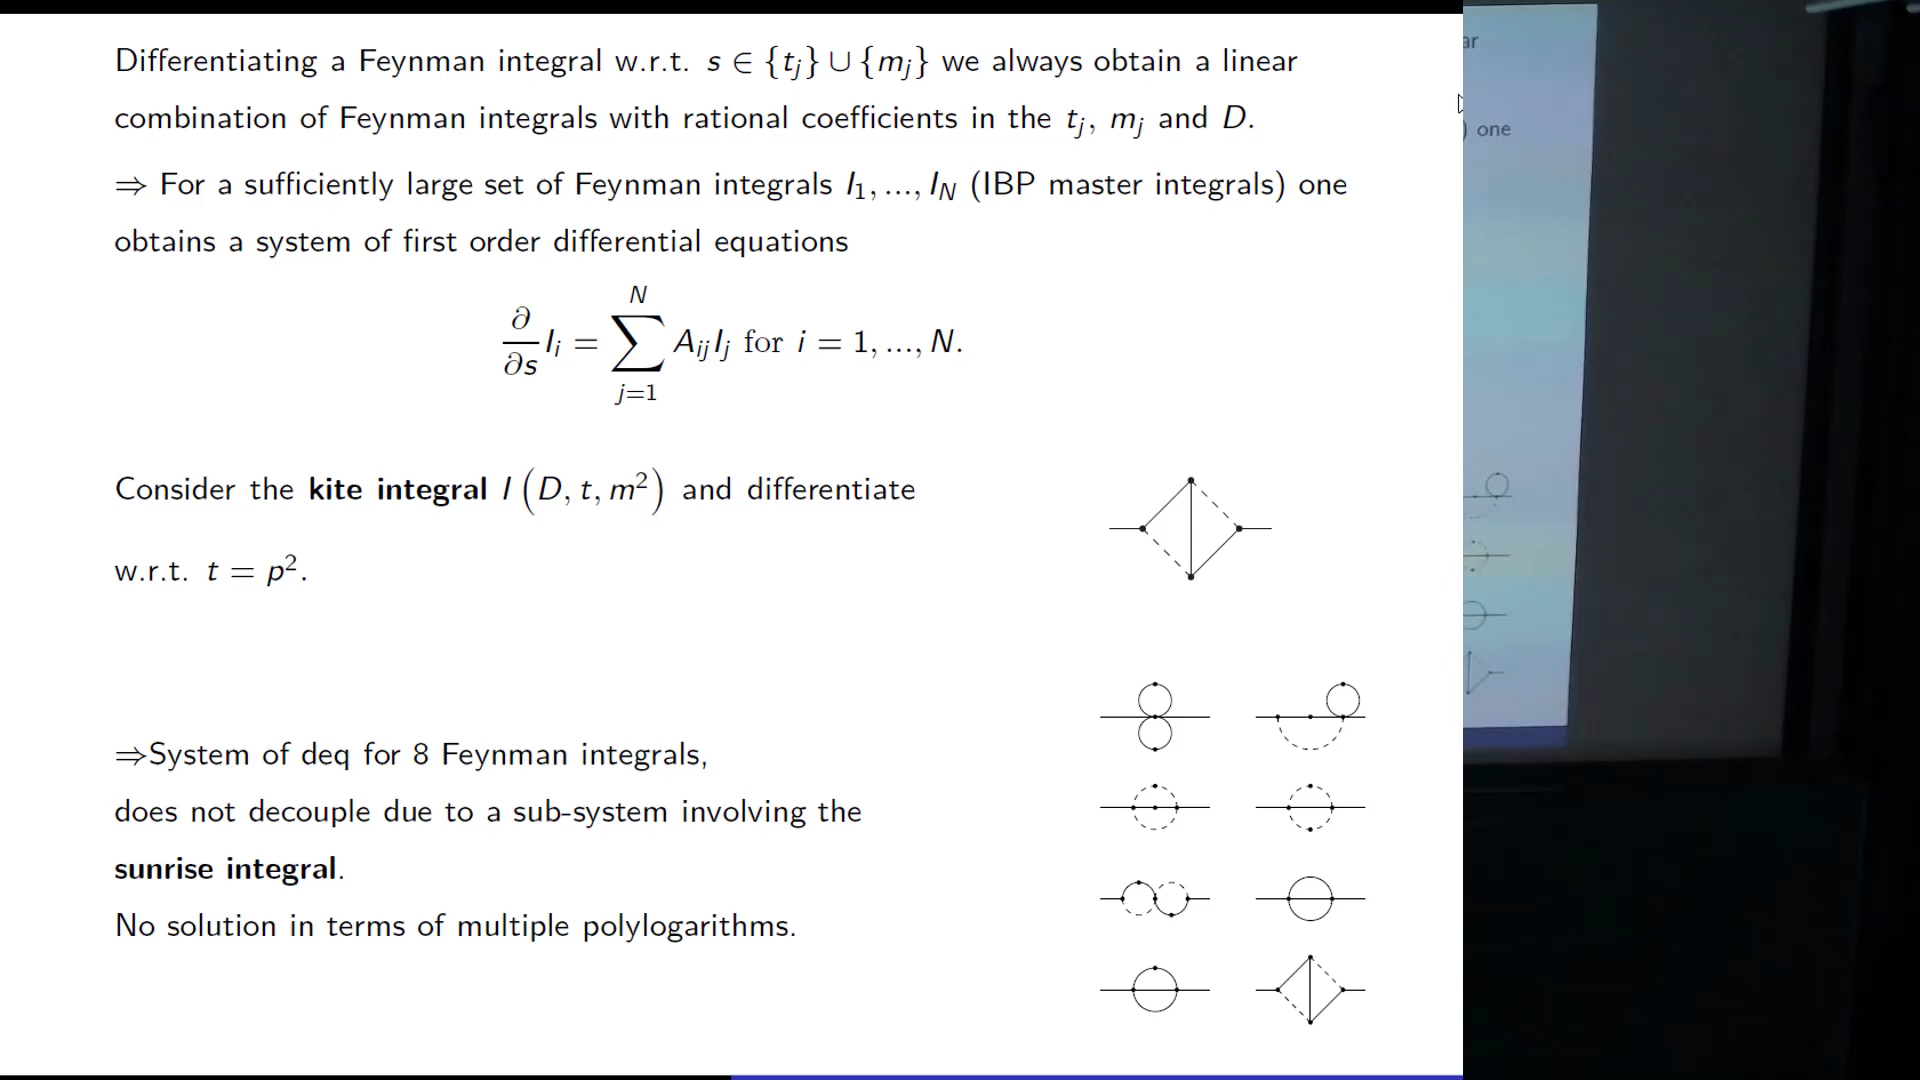 Differentiating a Feynman integral w.r.t. s ∈ {t_j} ∪ {m_j} we always obtain a linear
combination of Feynman integrals with rational coefficients in the t_j, m_j and D.
⇒ For a sufficiently large set of Feynman integrals I_1, ..., I_N (IBP master integrals) one
obtains a system of first order differential equations
∂/∂s I_i = ∑_{j=1}^{N} A_{ij} I_j for i = 1, ..., N.
Consider the kite integral I (D, t, m²) and differentiate
w.r.t. t = p².
⇒System of deq for 8 Feynman integrals,
does not decouple due to a sub-system involving the
sunrise integral.
No solution in terms of multiple polylogarithms.
ar
) one